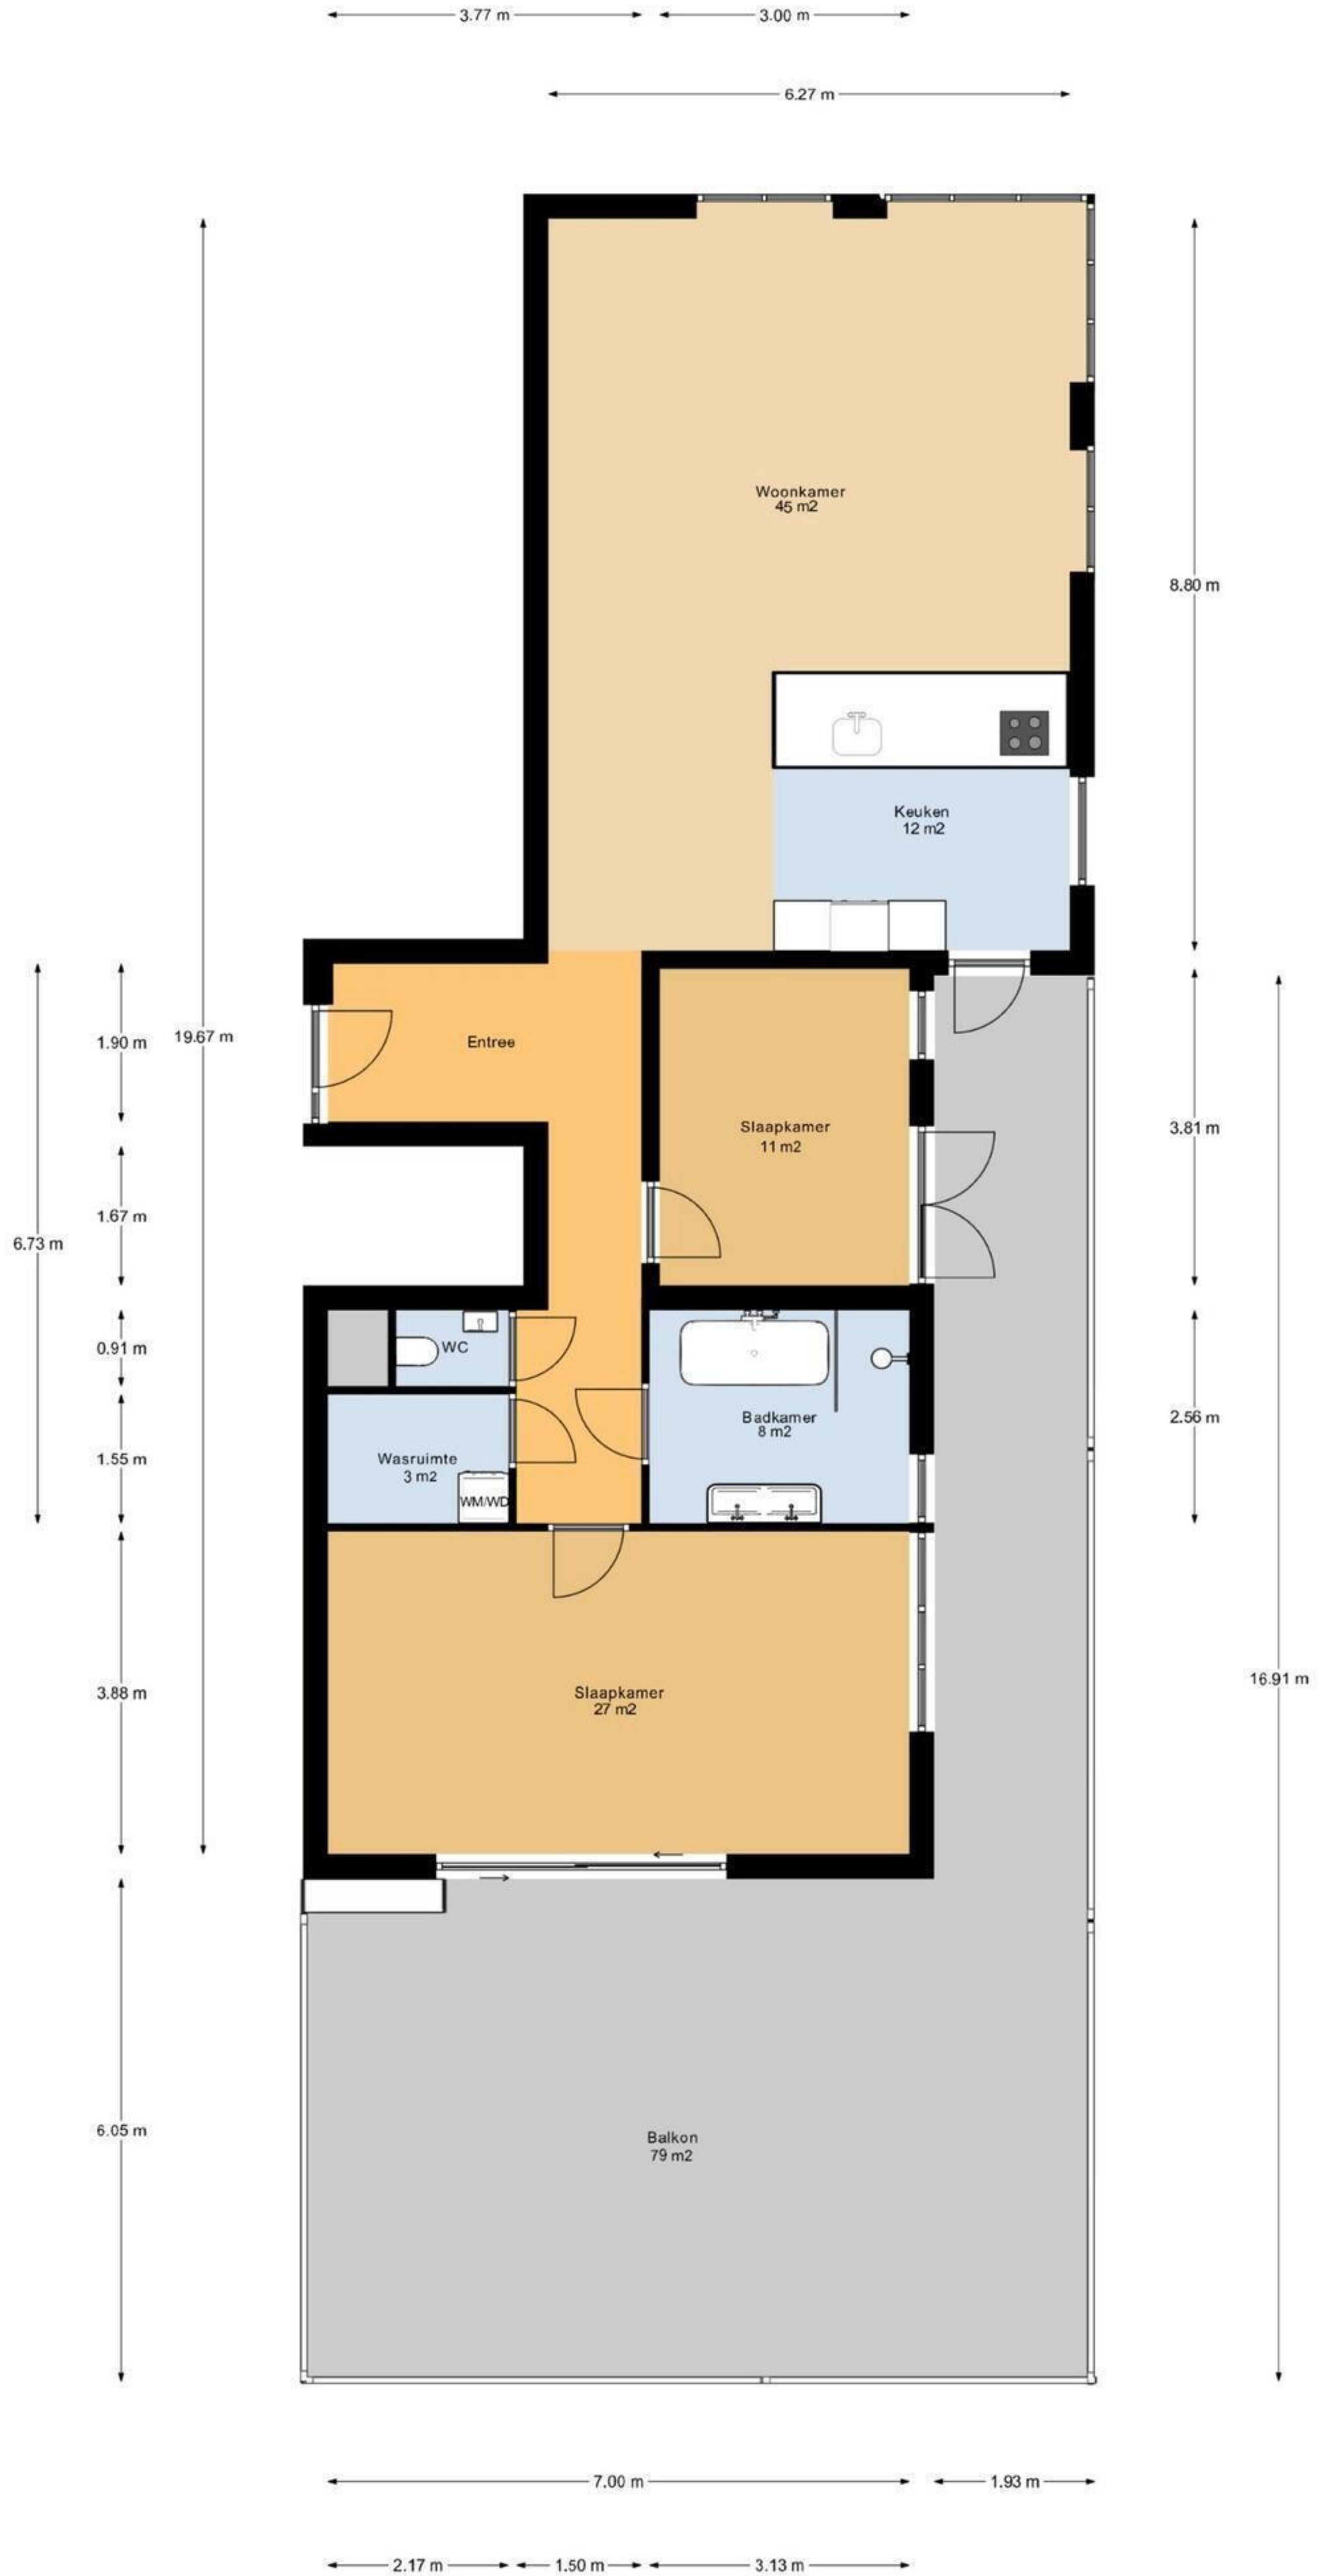 3.77 m
3.00 m
6.27 m
Woonkamer
45 m2
8.80 m
Keuken
12 m2
19.67 m
1.90 m
Entree
Slaapkamer
11 m2
3.81 m
1.67 m
6.73 m
0.91 m
WC
Badkamer
8 m2
2.56 m
1.55 m
Wasruimte
3 m2
WM/WD
3.88 m
Slaapkamer
27 m2
16.91 m
6.05 m
Balkon
79 m2
7.00 m
1.93 m
2.17 m
1.50 m
3.13 m